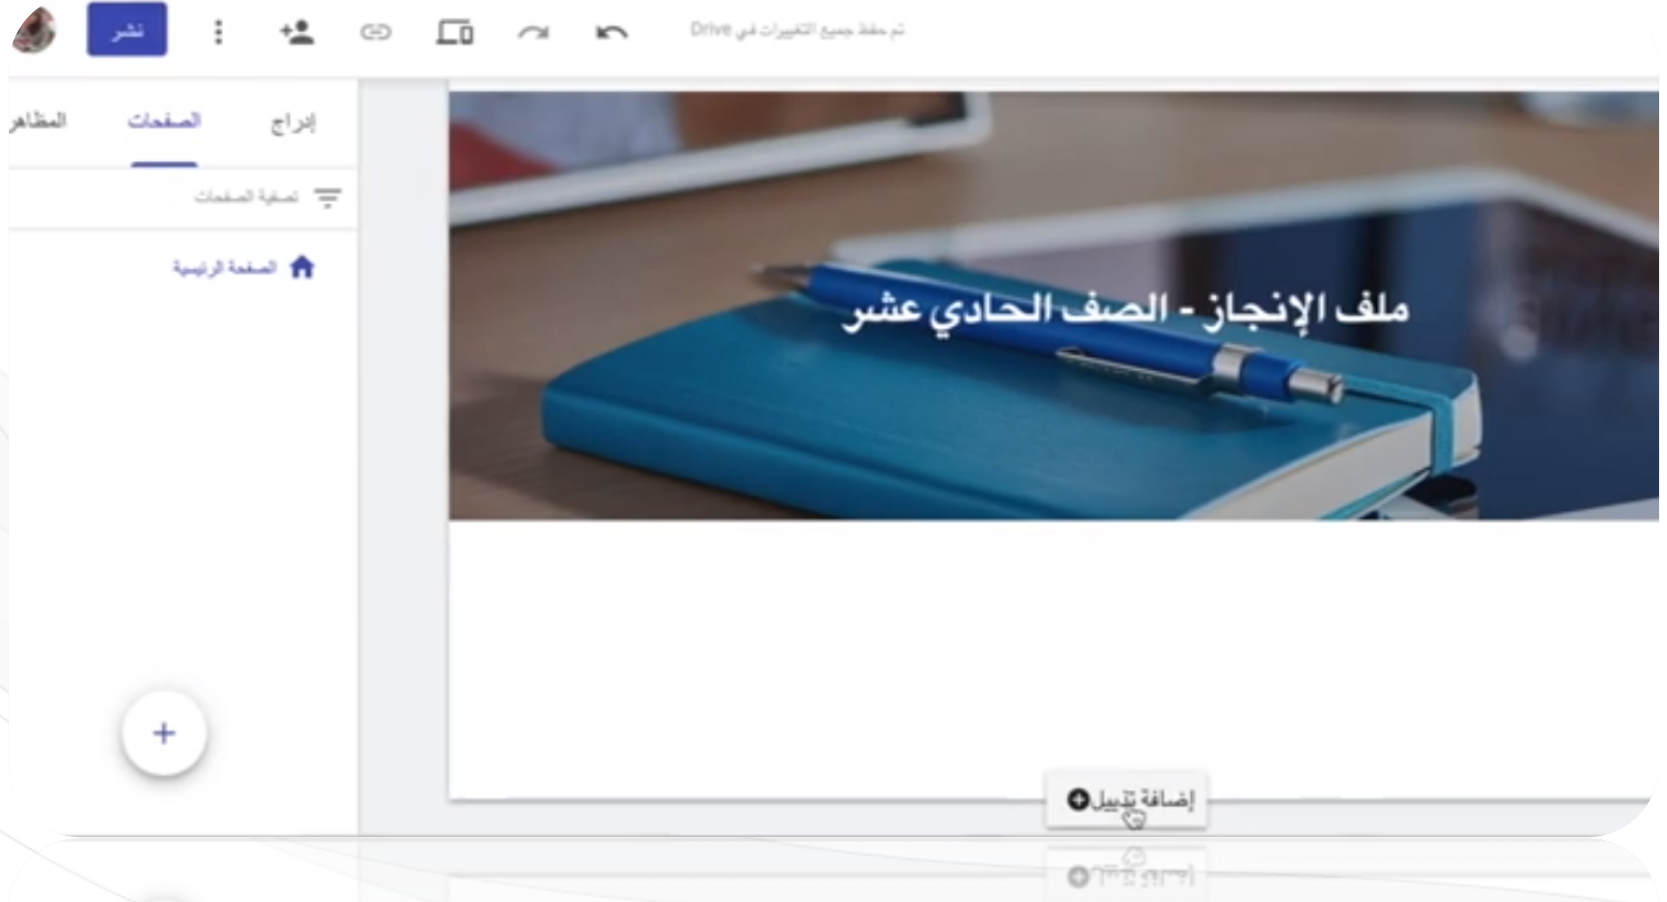 تم حفظ جميع التغييرات في Drive
نشر
إدراج
الصفحات
المظاهر
تصفية الصفحات
الصفحة الرئيسية
ملف الإنجاز - الصف الحادي عشر
إضافة تذييل